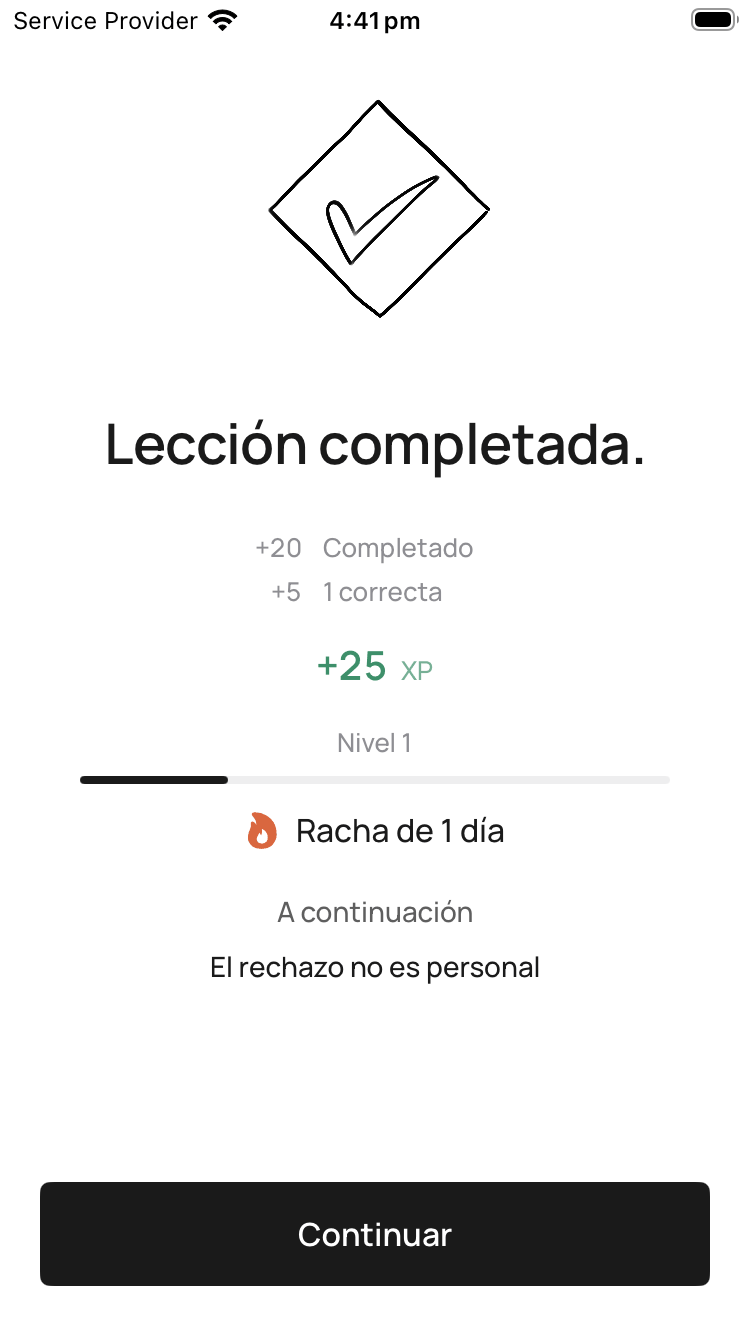 Service Provider 4:41 pm
Lección completada.
+20 Completado
+5 1 correcta
+25 XP
Nivel 1
Racha de 1 día
A continuación
El rechazo no es personal
Continuar